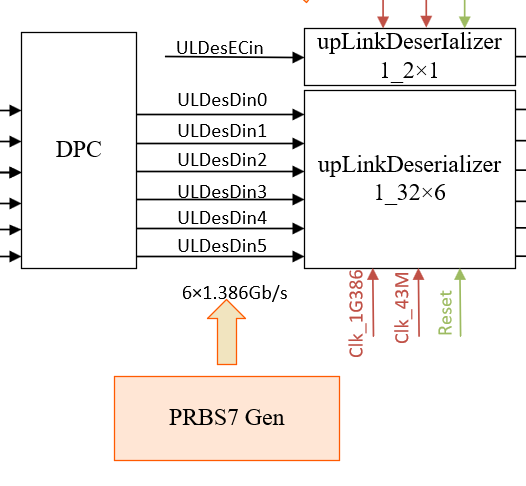 ULDesECin
upLinkDeserIalizer
1_2×1
DPC
ULDesDin0
ULDesDin1
ULDesDin2
ULDesDin3
ULDesDin4
ULDesDin5
upLinkDeserializer
1_32×6
6×1.386Gb/s
Clk_1G386
Clk_43M
Reset
PRBS7 Gen